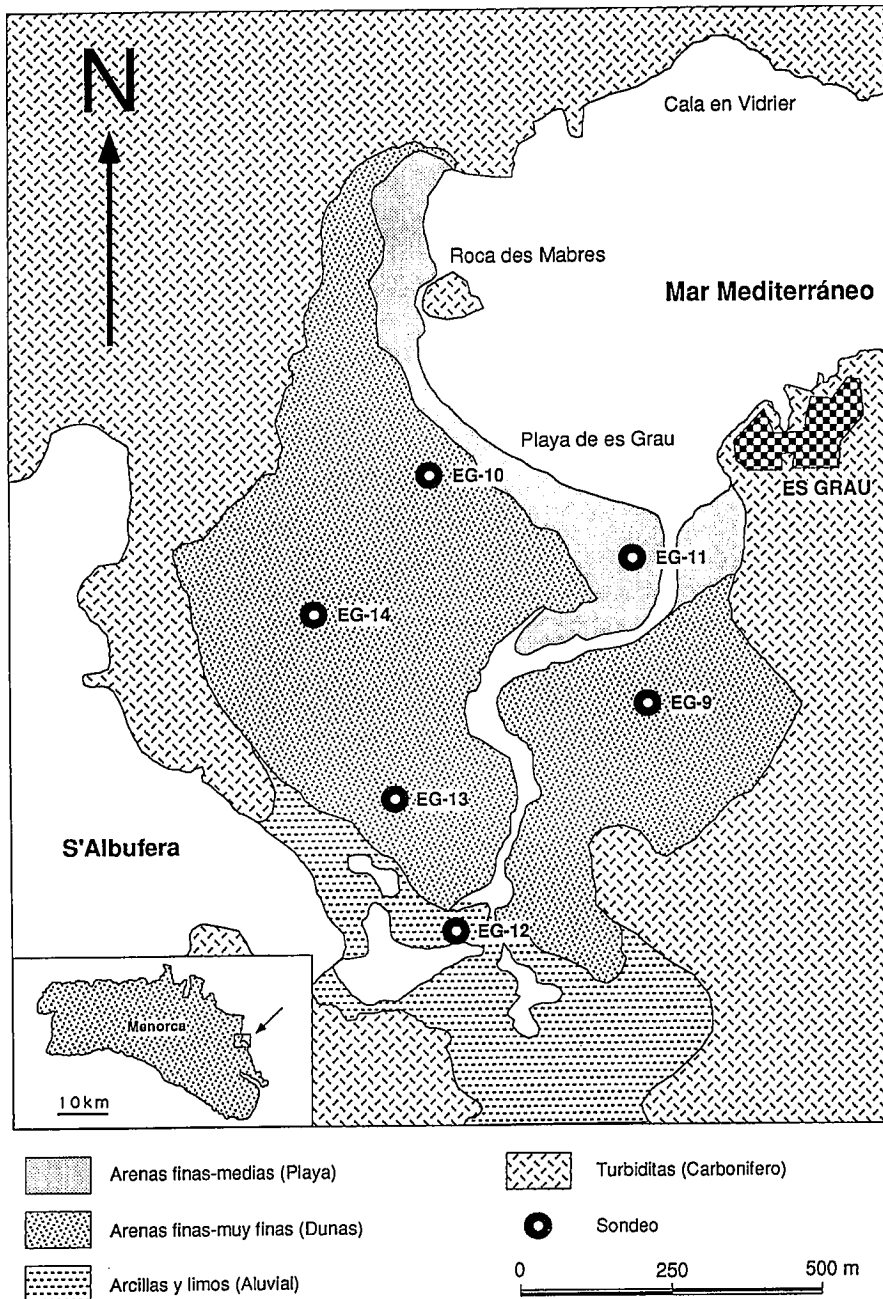 N
Cala en Vidrier
Roca des Mabres
Mar Mediterráneo
Playa de es Grau
ES GRAU
EG-10
EG-11
EG-14
EG-9
EG-13
S'Albufera
EG-12
Menorca
10km
Arenas finas-medias (Playa)
Arenas finas-muy finas (Dunas)
Arcillas y limos (Aluvial)
Turbiditas (Carbonifero)
Sondeo
0 250 500 m